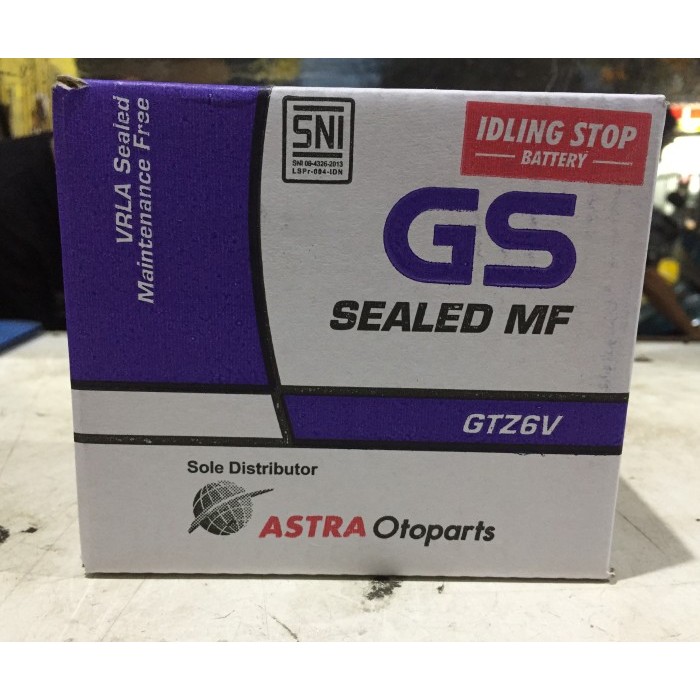 VRLA Sealed
Maintenance Free
SNI
SNI 09-4326-2013
LSPr-004-IDN
IDLING STOP
BATTERY
GS
SEALED MF
GTZ6V
Sole Distributor
ASTRA Otoparts